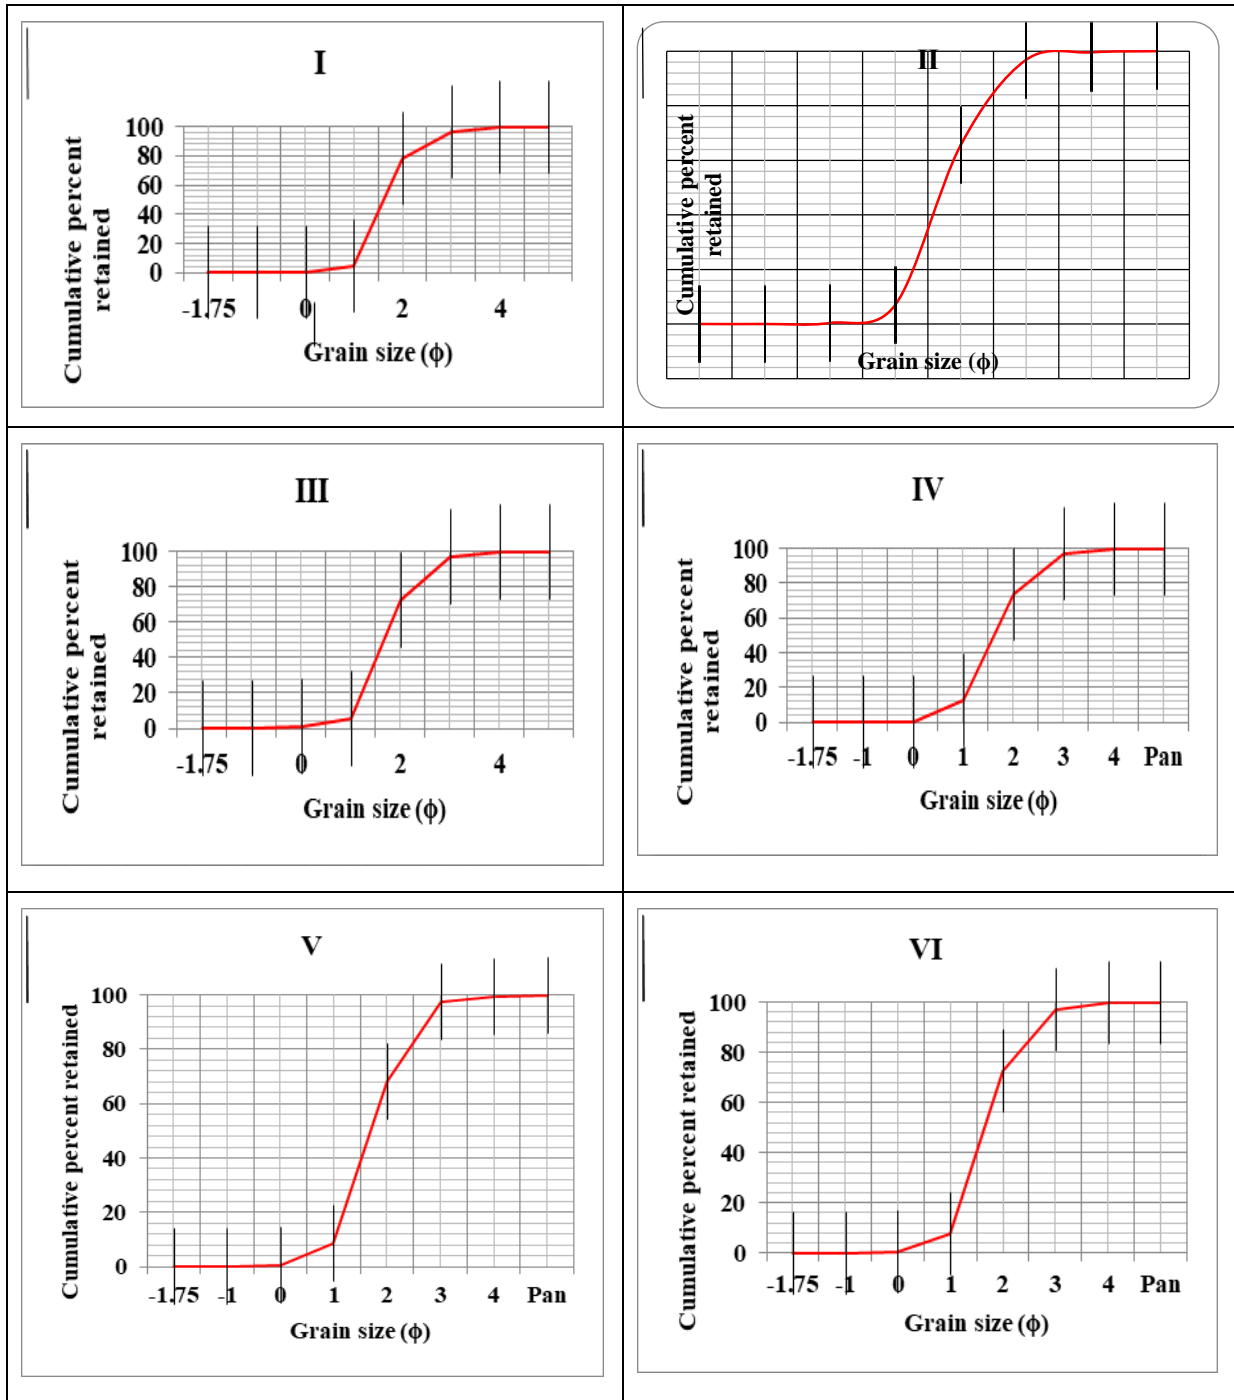 I
100
80
60
40
20
0
-1.75 0 2 4
Cumulative percent
retained
Grain size (ϕ)
II
Cumulative percent
retained
Grain size (ϕ)
III
100
80
60
40
20
0
-1.75 0 2 4
Cumulative percent
retained
Grain size (ϕ)
IV
100
80
60
40
20
0
-1.75 -1 0 1 2 3 4 Pan
Cumulative percent
retained
Grain size (ϕ)
V
100
80
60
40
20
0
-1.75 -1 0 1 2 3 4 Pan
Cumulative percent retained
Grain size (ϕ)
VI
100
80
60
40
20
0
-1.75 -1 0 1 2 3 4 Pan
Cumulative percent retained
Grain size (ϕ)